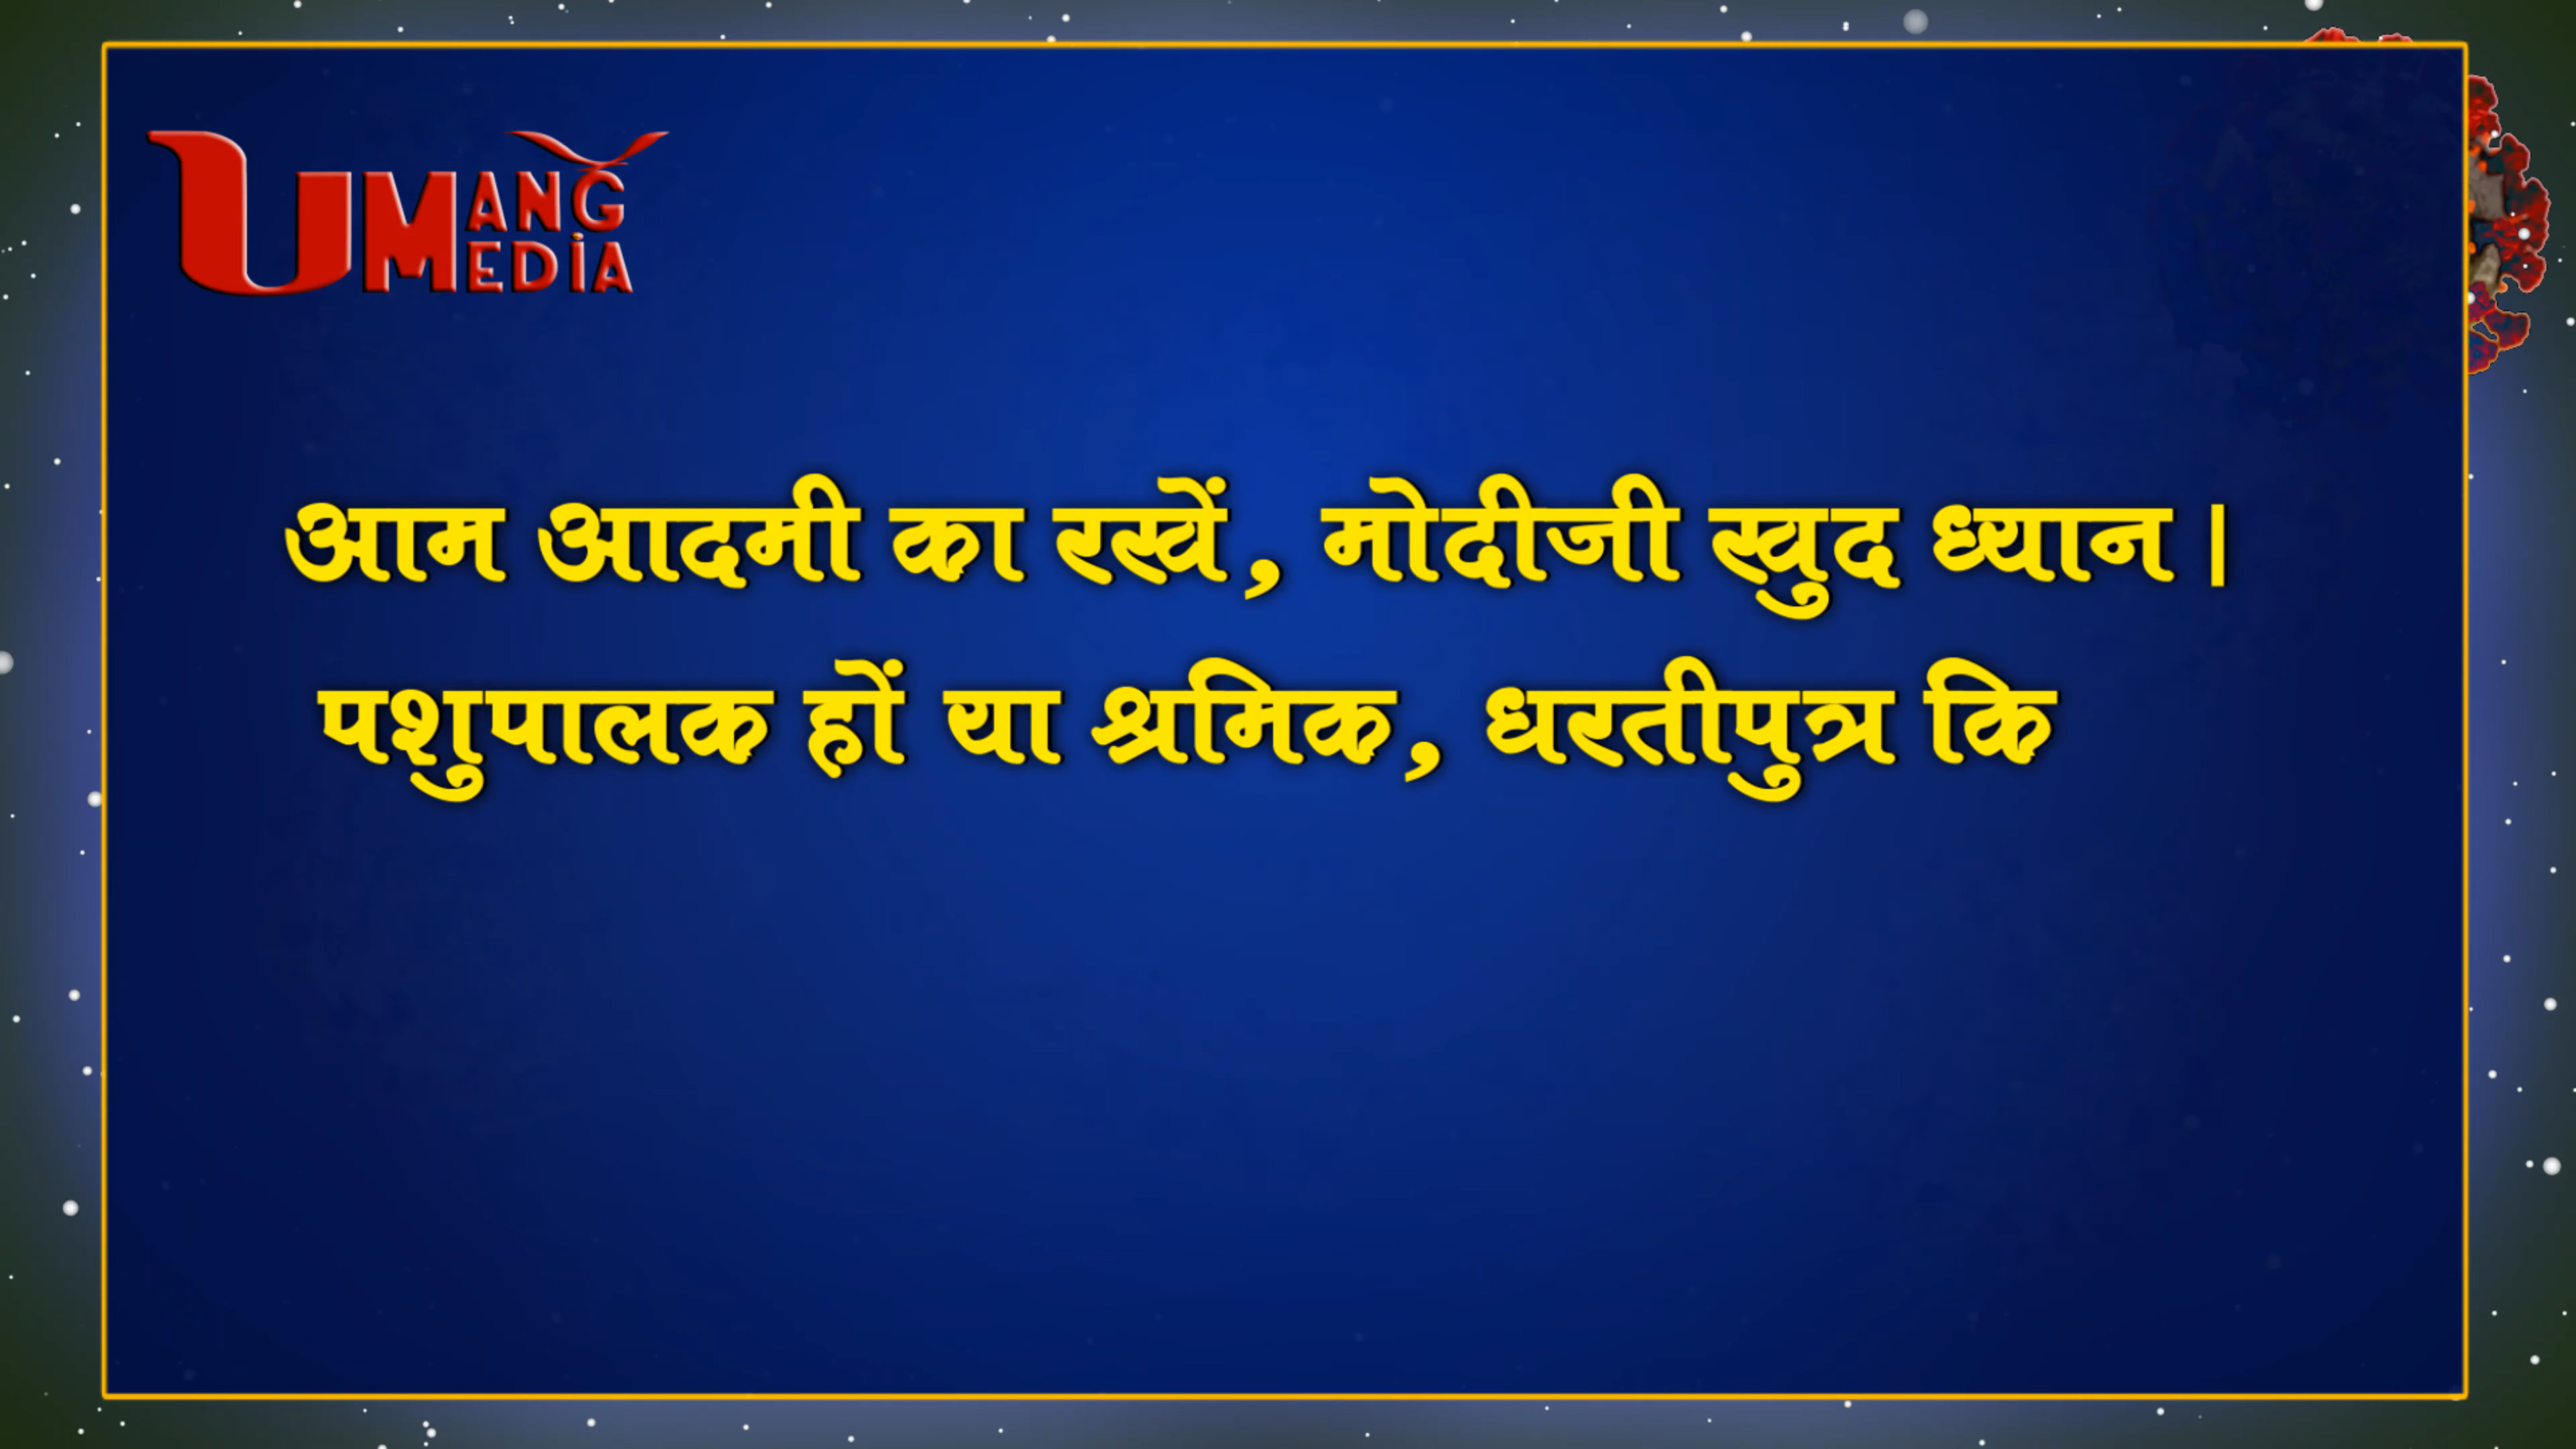 UMANG
MEDIA
आम आदमी का रखें, मोदीजी खुद ध्यान।
पशुपालक हों या श्रमिक, धरतीपुत्र कि